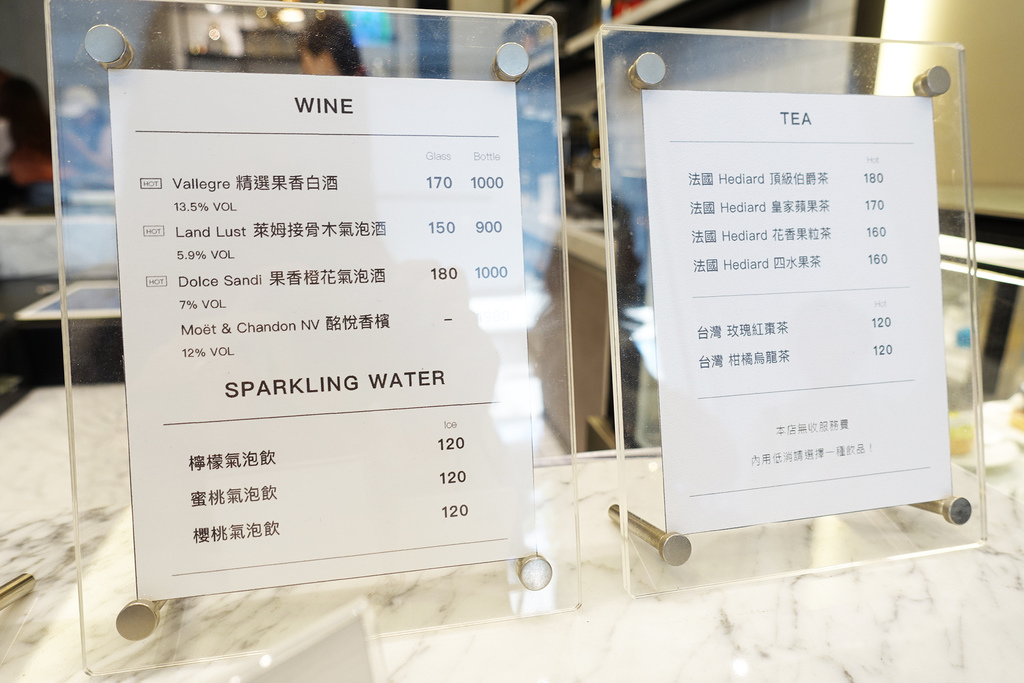 WINE
Glass Bottle
HOT Vallegre 精選果香白酒 170 1000
13.5% VOL
HOT Land Lust 萊姆接骨木氣泡酒 150 900
5.9% VOL
HOT Dolce Sandi 果香橙花氣泡酒 180 1000
7% VOL
Moët & Chandon NV 酩悅香檳 –
12% VOL
SPARKLING WATER
Ice
檸檬氣泡飲 120
蜜桃氣泡飲 120
櫻桃氣泡飲 120
TEA
Hot
法國 Hediard 頂級伯爵茶 180
法國 Hediard 皇家蘋果茶 170
法國 Hediard 花香果粒茶 160
法國 Hediard 四水果茶 160
Hot
台灣 玫瑰紅棗茶 120
台灣 柑橘烏龍茶 120
本店無收服務費
內用低消請選擇一種飲品！